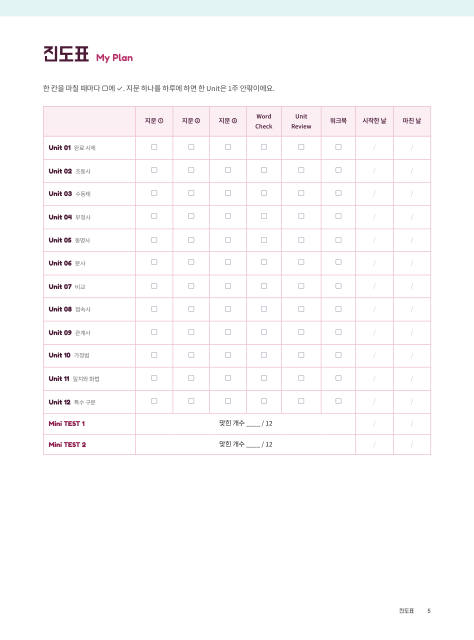 진도표 My Plan
한 칸을 마칠 때마다 ▢에 ✓. 지문 하나를 하루에 하면 한 Unit은 1주 안팎이에요.
지문 ① 지문 ② 지문 ③ Word Check Unit Review 워크북 시작한 날 마친 날
Unit 01 완료 시제 ▢ ▢ ▢ ▢ ▢ ▢ / /
Unit 02 조동사 ▢ ▢ ▢ ▢ ▢ ▢ / /
Unit 03 수동태 ▢ ▢ ▢ ▢ ▢ ▢ / /
Unit 04 부정사 ▢ ▢ ▢ ▢ ▢ ▢ / /
Unit 05 동명사 ▢ ▢ ▢ ▢ ▢ ▢ / /
Unit 06 분사 ▢ ▢ ▢ ▢ ▢ ▢ / /
Unit 07 비교 ▢ ▢ ▢ ▢ ▢ ▢ / /
Unit 08 접속사 ▢ ▢ ▢ ▢ ▢ ▢ / /
Unit 09 관계사 ▢ ▢ ▢ ▢ ▢ ▢ / /
Unit 10 가정법 ▢ ▢ ▢ ▢ ▢ ▢ / /
Unit 11 일치와 화법 ▢ ▢ ▢ ▢ ▢ ▢ / /
Unit 12 특수 구문 ▢ ▢ ▢ ▢ ▢ ▢ / /
Mini TEST 1 맞힌 개수 ____ / 12 / /
Mini TEST 2 맞힌 개수 ____ / 12 / /
진도표 5